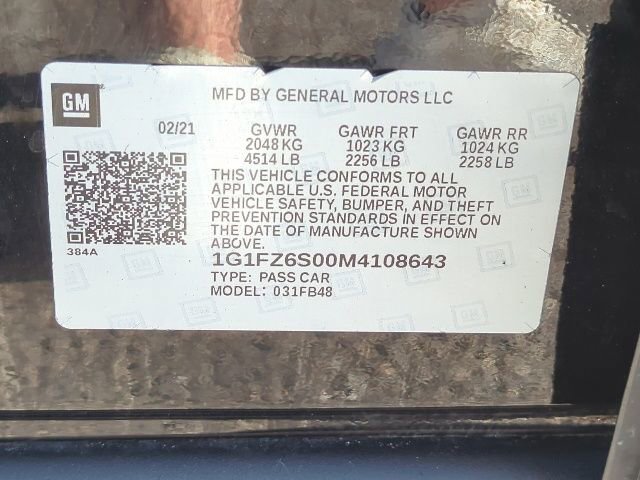 GM
MFD BY GENERAL MOTORS LLC
02/21 GVWR GAWR FRT GAWR RR
2048 KG 1023 KG 1024 KG
4514 LB 2256 LB 2258 LB
THIS VEHICLE CONFORMS TO ALL
APPLICABLE U.S. FEDERAL MOTOR
VEHICLE SAFETY, BUMPER, AND THEFT
PREVENTION STANDARDS IN EFFECT ON
THE DATE OF MANUFACTURE SHOWN
ABOVE.
384A
1G1FZ6S00M4108643
TYPE: PASS CAR
MODEL: 031FB48